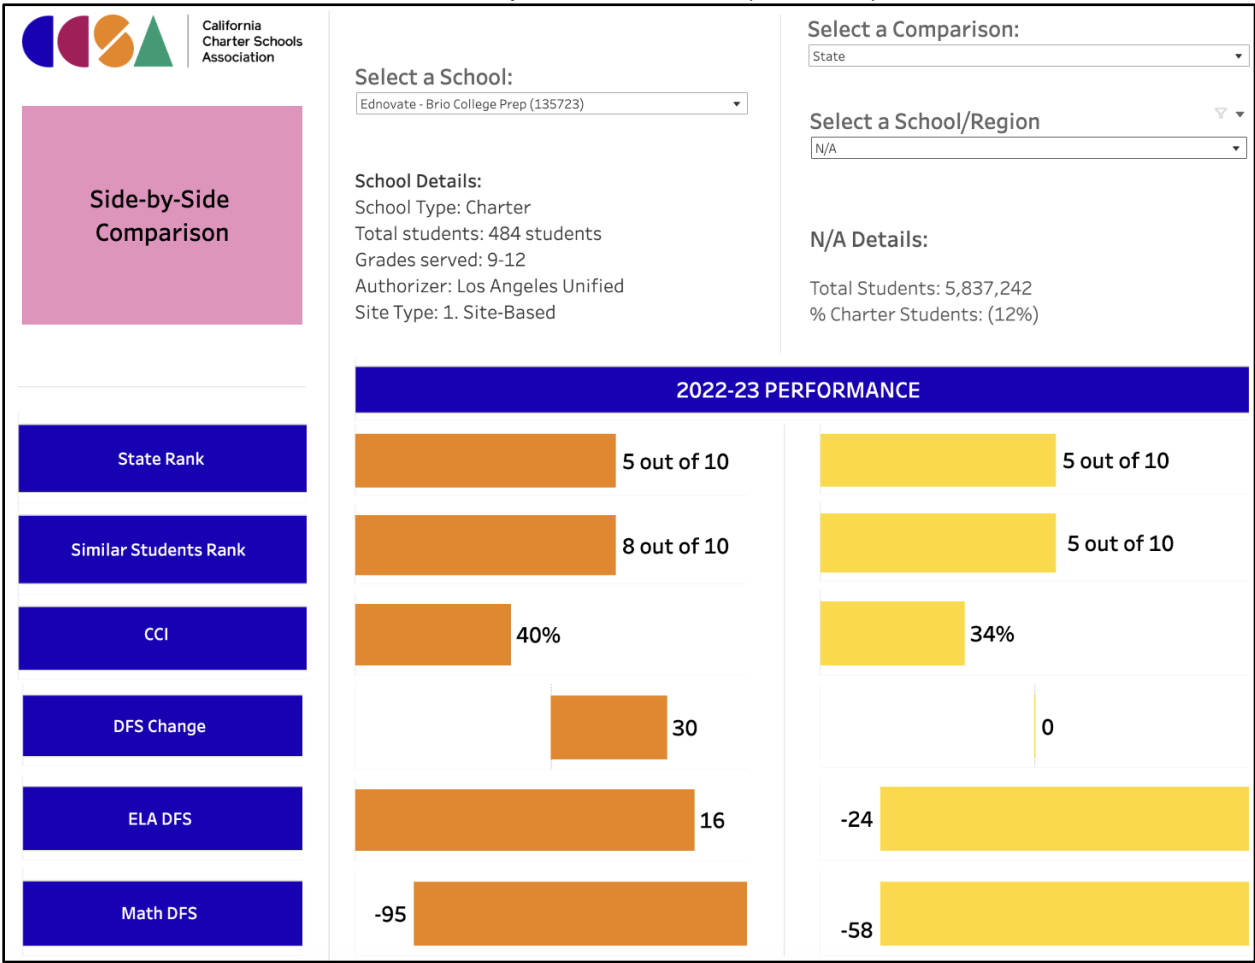 California
Charter Schools
Association
Select a School:
Ednovate - Brio College Prep (135723)
Select a Comparison:
State
Select a School/Region
N/A
Side-by-Side
Comparison
School Details:
School Type: Charter
Total students: 484 students
Grades served: 9-12
Authorizer: Los Angeles Unified
Site Type: 1. Site-Based
N/A Details:
Total Students: 5,837,242
% Charter Students: (12%)
2022-23 PERFORMANCE
State Rank
5 out of 10
5 out of 10
Similar Students Rank
8 out of 10
5 out of 10
CCI
40%
34%
DFS Change
30
0
ELA DFS
16
-24
Math DFS
-95
-58